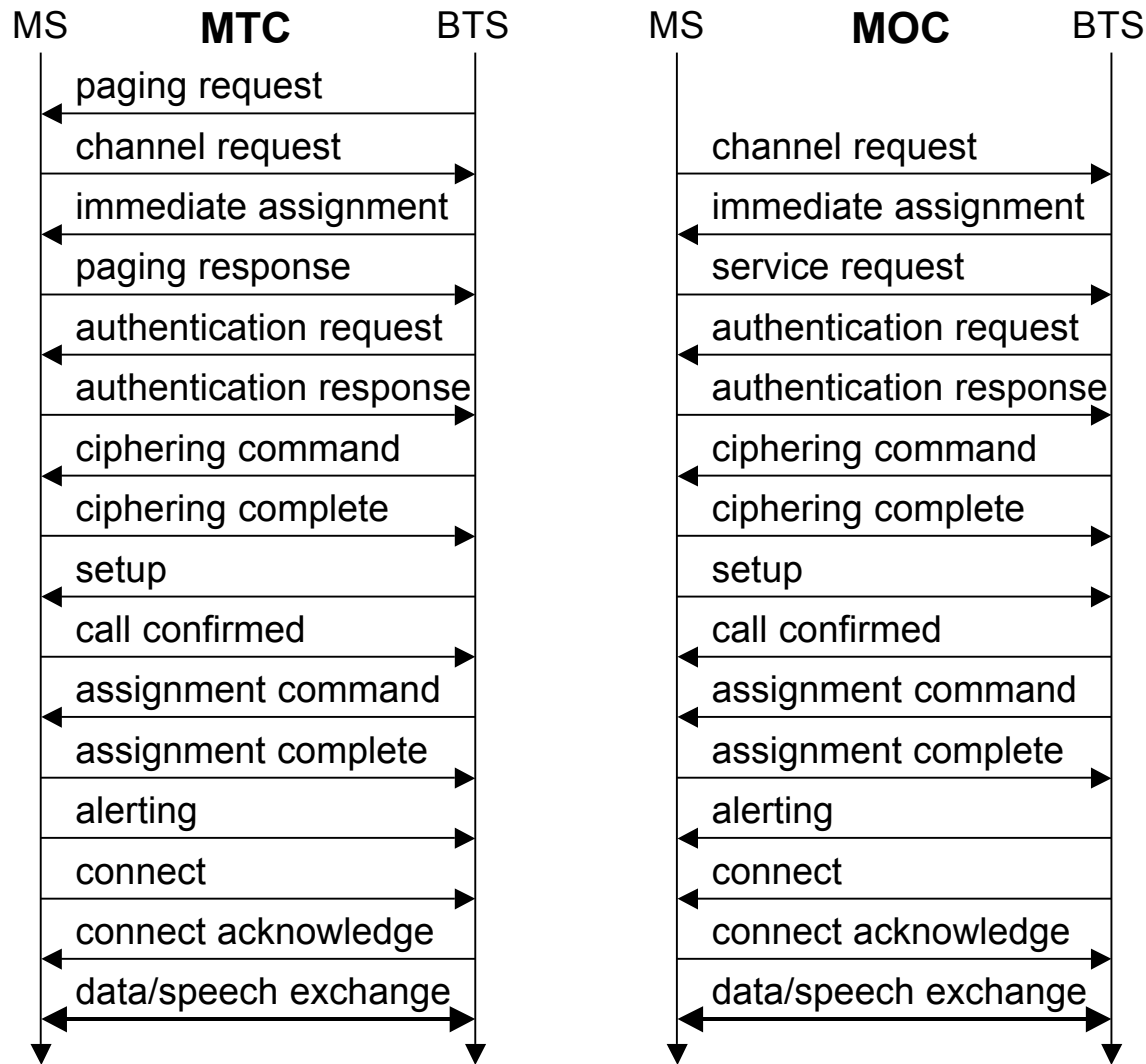 MS MTC BTS MS MOC BTS
paging request
channel request channel request
immediate assignment immediate assignment
paging response service request
authentication request authentication request
authentication response authentication response
ciphering command ciphering command
ciphering complete ciphering complete
setup setup
call confirmed call confirmed
assignment command assignment command
assignment complete assignment complete
alerting alerting
connect connect
connect acknowledge connect acknowledge
data/speech exchange data/speech exchange